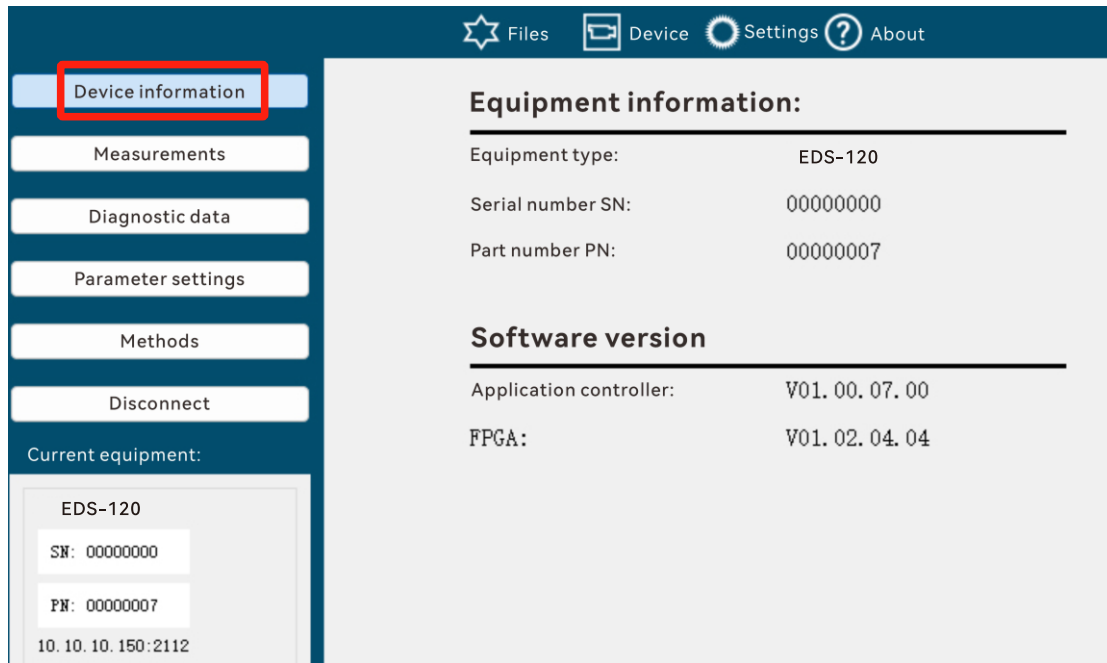 Files Device Settings About
Device information
Measurements
Diagnostic data
Parameter settings
Methods
Disconnect
Current equipment:
EDS-120
SN: 00000000
PN: 00000007
10.10.10.150:2112
Equipment information:
Equipment type: EDS-120
Serial number SN: 00000000
Part number PN: 00000007
Software version
Application controller: V01.00.07.00
FPGA: V01.02.04.04